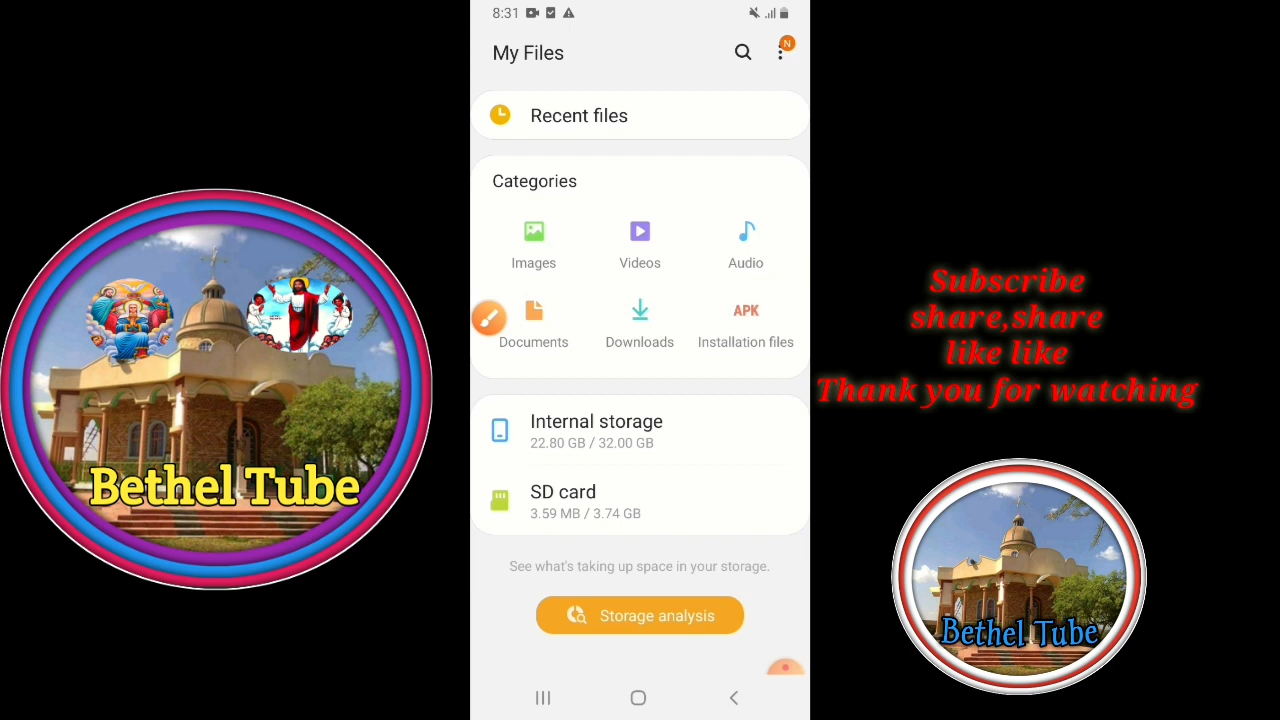 8:31
My Files
N
Recent files
Categories
Images
Videos
Audio
APK
Documents
Downloads
Installation files
Internal storage
22.80 GB / 32.00 GB
SD card
3.59 MB / 3.74 GB
See what's taking up space in your storage.
Storage analysis
Bethel Tube
Subscribe
share,share
like like
Thank you for watching
Bethel Tube